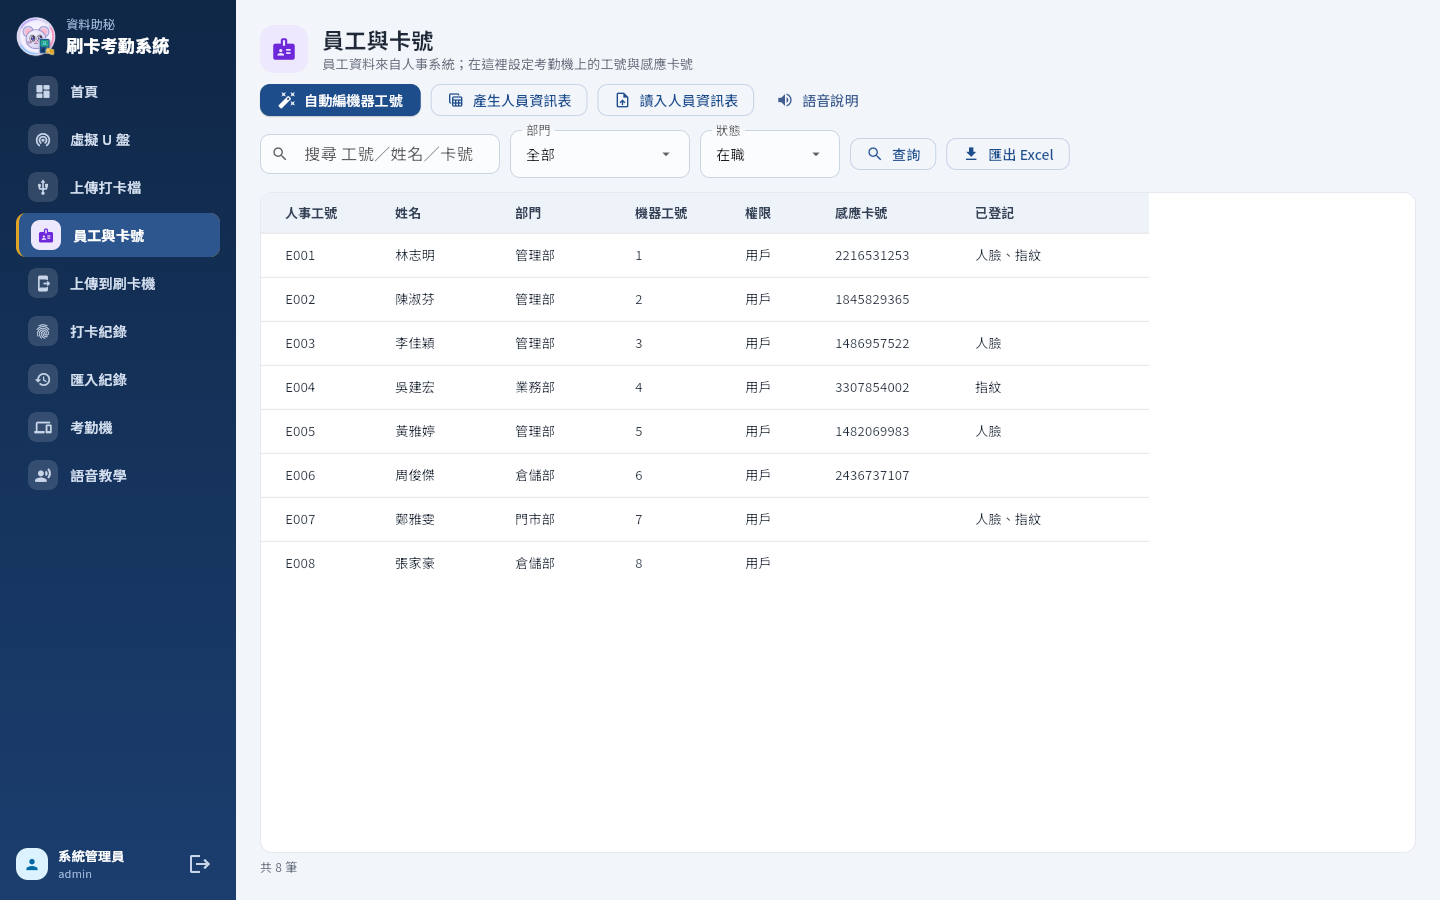 資料助秘
刷卡考勤系統
首頁
虛擬 U 盤
上傳打卡檔
員工與卡號
上傳到刷卡機
打卡紀錄
匯入紀錄
考勤機
語音教學
系統管理員
admin
員工與卡號
員工資料來自人事系統；在這裡設定考勤機上的工號與感應卡號
自動編機器工號 產生人員資訊表 讀入人員資訊表 語音說明
部門 狀態
搜尋 工號／姓名／卡號 全部 在職 查詢 匯出 Excel
人事工號 姓名 部門 機器工號 權限 感應卡號 已登記
E001 林志明 管理部 1 用戶 2216531253 人臉、指紋
E002 陳淑芬 管理部 2 用戶 1845829365
E003 李佳穎 管理部 3 用戶 1486957522 人臉
E004 吳建宏 業務部 4 用戶 3307854002 指紋
E005 黃雅婷 管理部 5 用戶 1482069983 人臉
E006 周俊傑 倉儲部 6 用戶 2436737107
E007 鄭雅雯 門市部 7 用戶 人臉、指紋
E008 張家豪 倉儲部 8 用戶
共 8 筆